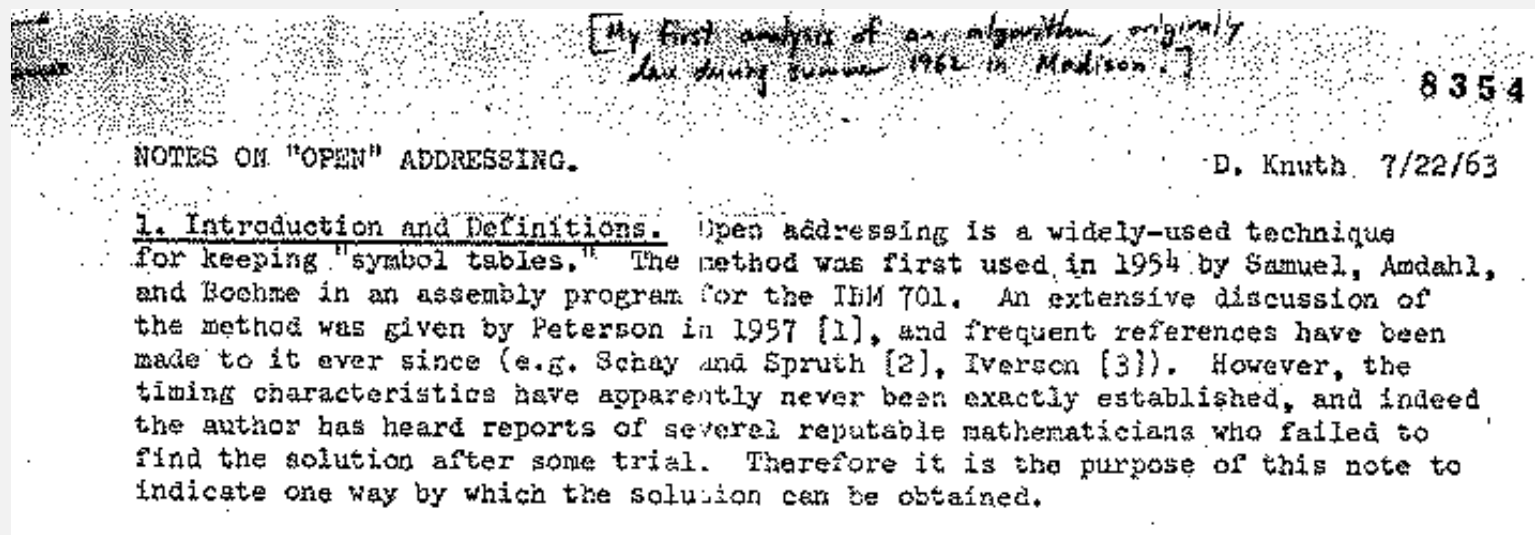 [My first analysis of an algorithm, originally
done during summer 1962 in Madison.]
8354
NOTES ON "OPEN" ADDRESSING.
D. Knuth 7/22/63
1. Introduction and Definitions. Open addressing is a widely-used technique
for keeping "symbol tables." The method was first used in 1954 by Samuel, Amdahl,
and Boehme in an assembly program for the IBM 701. An extensive discussion of
the method was given by Peterson in 1957 [1], and frequent references have been
made to it ever since (e.g. Schay and Spruth [2], Iverson [3]). However, the
timing characteristics have apparently never been exactly established, and indeed
the author has heard reports of several reputable mathematicians who failed to
find the solution after some trial. Therefore it is the purpose of this note to
indicate one way by which the solution can be obtained.